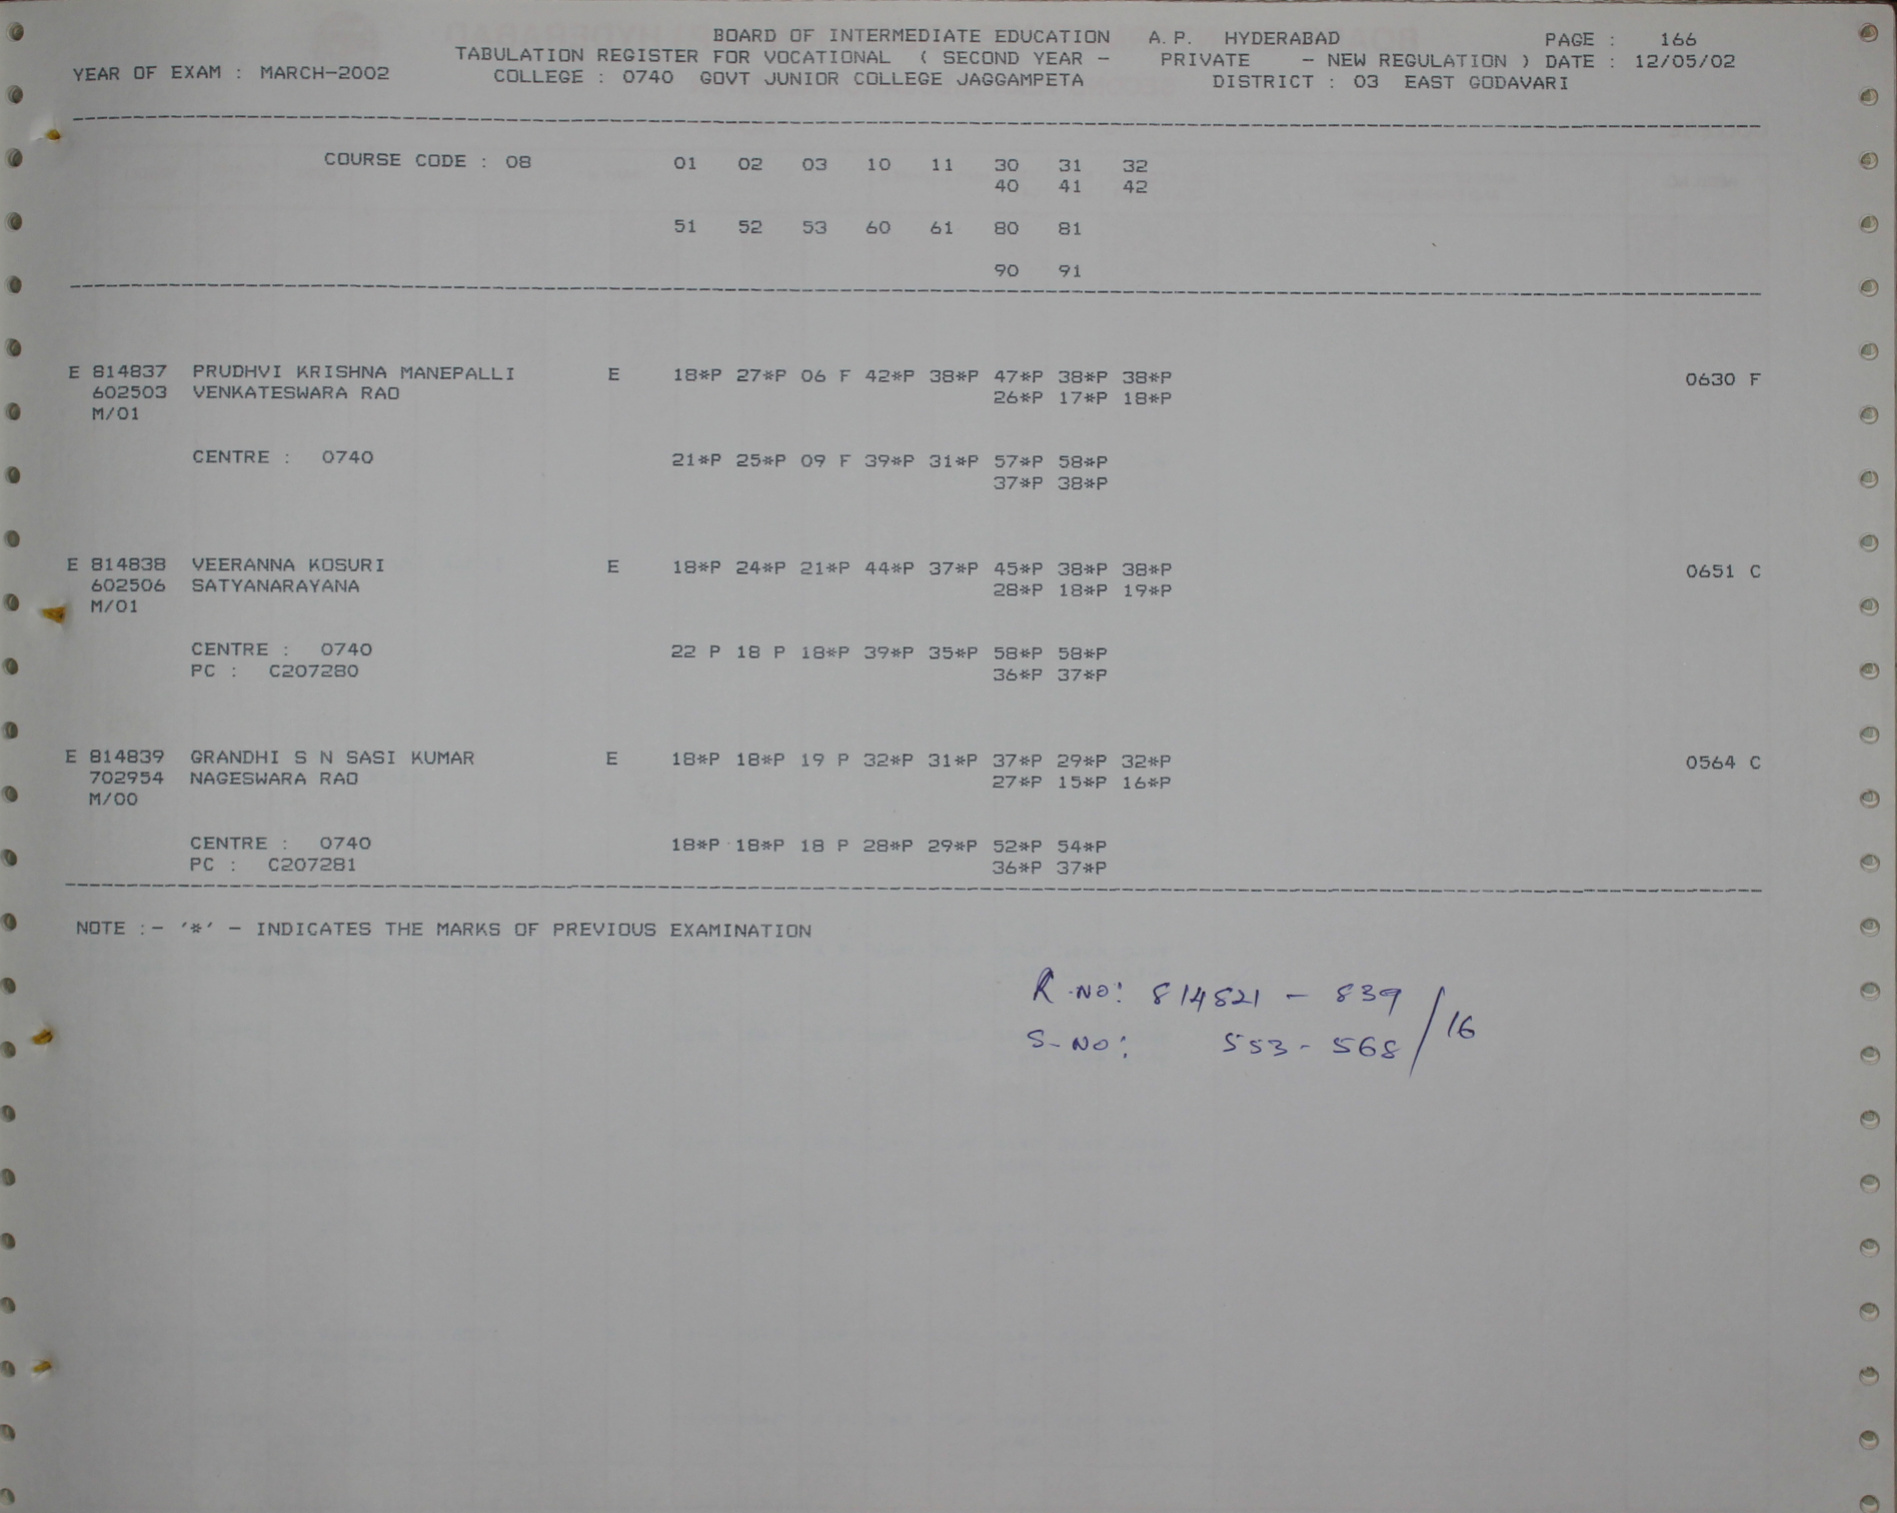 BOARD OF INTERMEDIATE EDUCATION A.P. HYDERABAD PAGE : 166
TABULATION REGISTER FOR VOCATIONAL ( SECOND YEAR - PRIVATE - NEW REGULATION ) DATE : 12/05/02
YEAR OF EXAM : MARCH-2002 COLLEGE : 0740 GOVT JUNIOR COLLEGE JAGGAMPETA DISTRICT : 03 EAST GODAVARI
COURSE CODE : 08 01 02 03 10 11 30 31 32
40 41 42
51 52 53 60 61 80 81
90 91
E 814837 PRUDHVI KRISHNA MANEPALLI E 18*P 27*P 06 F 42*P 38*P 47*P 38*P 38*P 0630 F
602503 VENKATESWARA RAO 26*P 17*P 18*P
M/01
CENTRE : 0740 21*P 25*P 09 F 39*P 31*P 57*P 58*P
37*P 38*P
E 814838 VEERANNA KOSURI E 18*P 24*P 21*P 44*P 37*P 45*P 38*P 38*P 0651 C
602506 SATYANARAYANA 28*P 18*P 19*P
M/01
CENTRE : 0740 22 P 18 P 18*P 39*P 35*P 58*P 58*P
PC : C207280 36*P 37*P
E 814839 GRANDHI S N SASI KUMAR E 18*P 18*P 19 P 32*P 31*P 37*P 29*P 32*P 0564 C
702954 NAGESWARA RAO 27*P 15*P 16*P
M/00
CENTRE : 0740 18*P 18*P 18 P 28*P 29*P 52*P 54*P
PC : C207281 36*P 37*P
NOTE :- '*' - INDICATES THE MARKS OF PREVIOUS EXAMINATION
R.NO: 814821 - 839
S-NO: 553 - 568 / 16